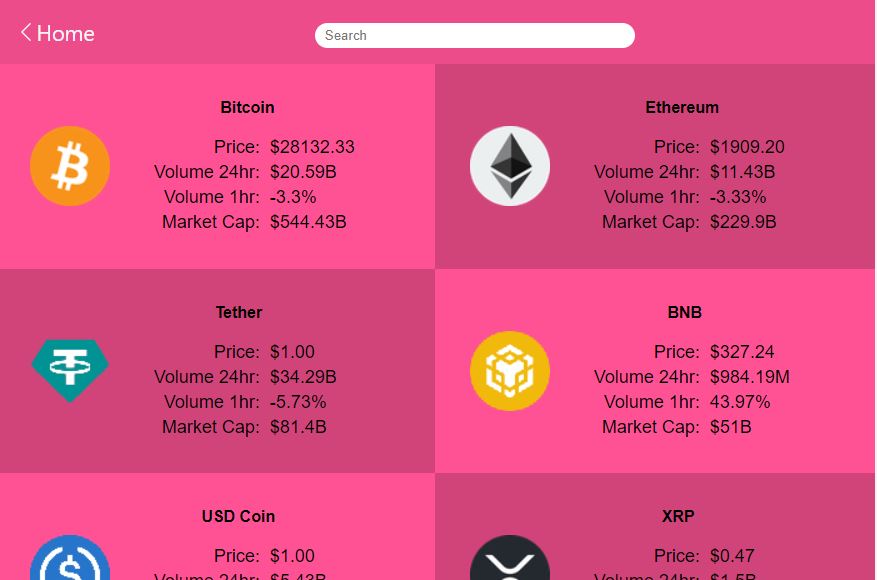 Home
Search
Bitcoin
Price: $28132.33
Volume 24hr: $20.59B
Volume 1hr: -3.3%
Market Cap: $544.43B
Ethereum
Price: $1909.20
Volume 24hr: $11.43B
Volume 1hr: -3.33%
Market Cap: $229.9B
Tether
Price: $1.00
Volume 24hr: $34.29B
Volume 1hr: -5.73%
Market Cap: $81.4B
BNB
Price: $327.24
Volume 24hr: $984.19M
Volume 1hr: 43.97%
Market Cap: $51B
USD Coin
Price: $1.00
Volume 24hr: $5.43B
XRP
Price: $0.47
Volume 24hr: $1.5B